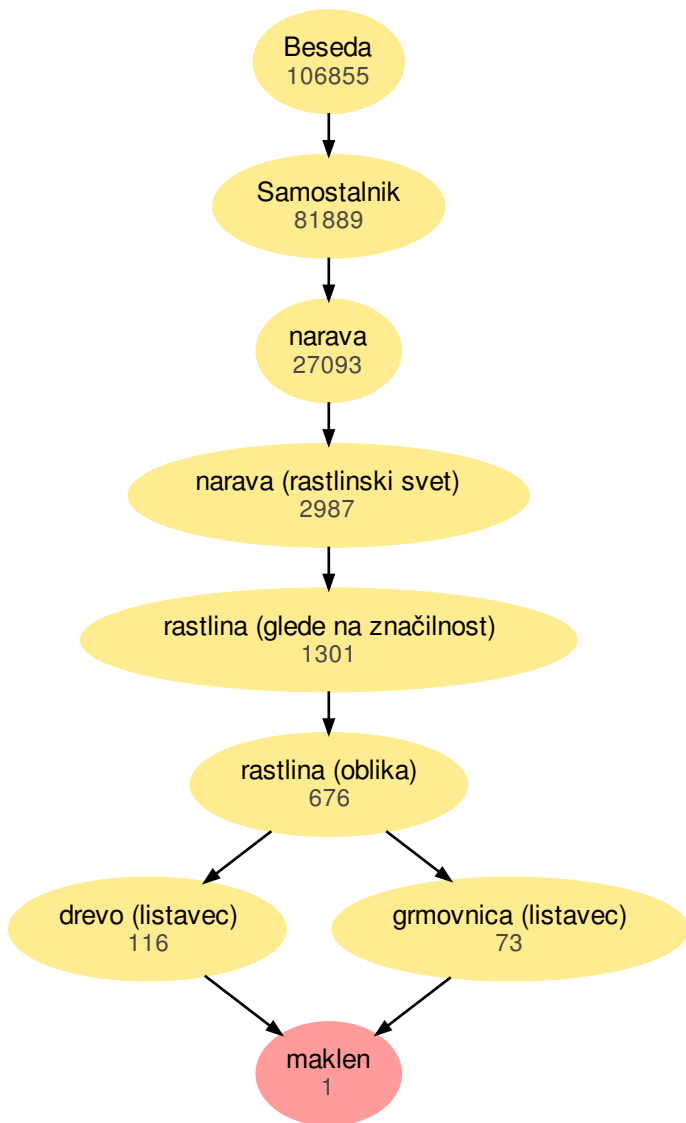 Beseda
106855
Samostalnik
81889
narava
27093
narava (rastlinski svet)
2987
rastlina (glede na značilnost)
1301
rastlina (oblika)
676
drevo (listavec)
116
grmovnica (listavec)
73
maklen
1